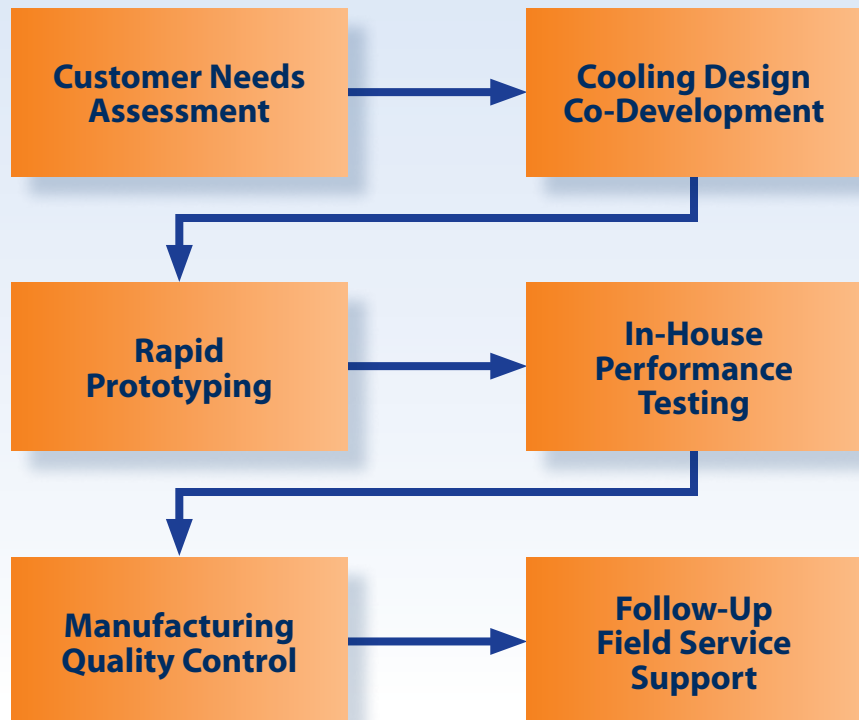 Customer Needs
Assessment
Cooling Design
Co-Development
Rapid
Prototyping
In-House
Performance
Testing
Manufacturing
Quality Control
Follow-Up
Field Service
Support